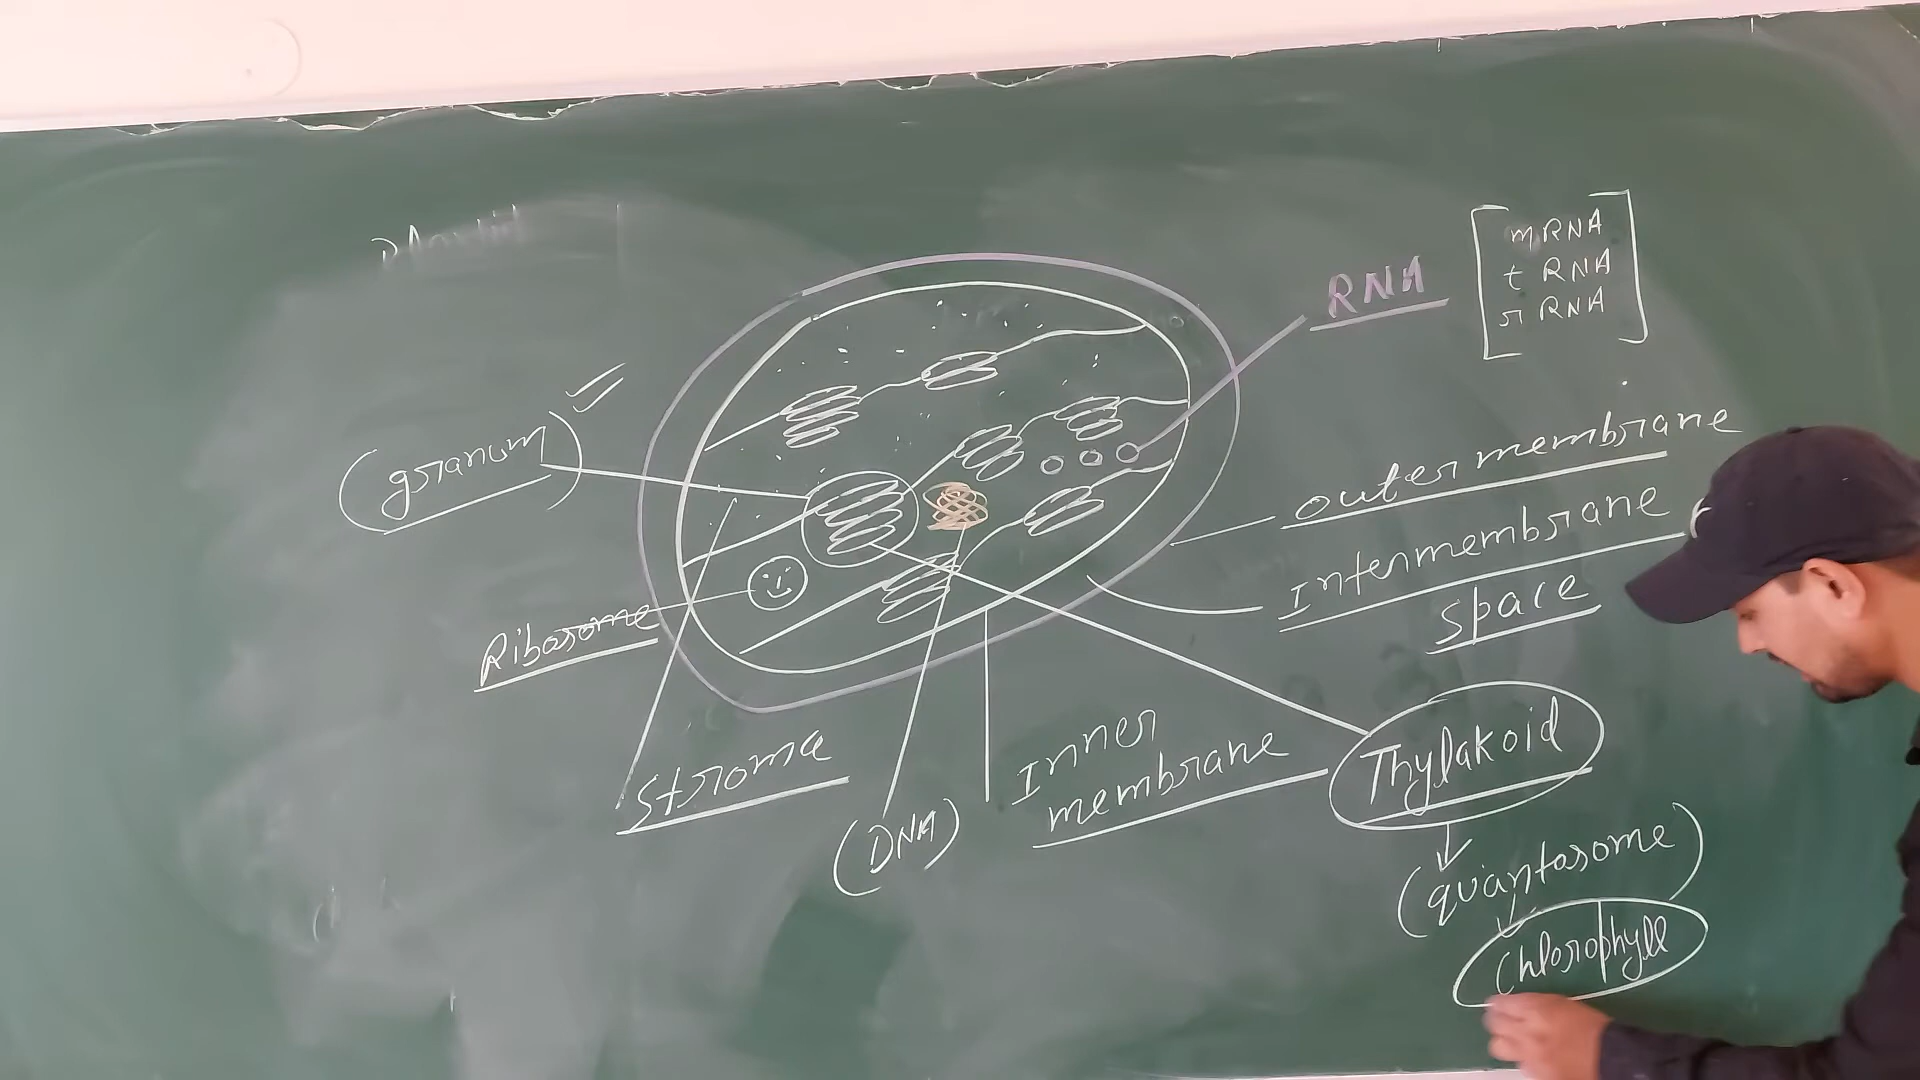 RNA
mRNA
tRNA
rRNA
(granum)
outer membrane
Intermembrane
space
Ribosome
Stroma
(DNA)
Inner
membrane
Thylakoid
(quantosome)
Chlorophyll